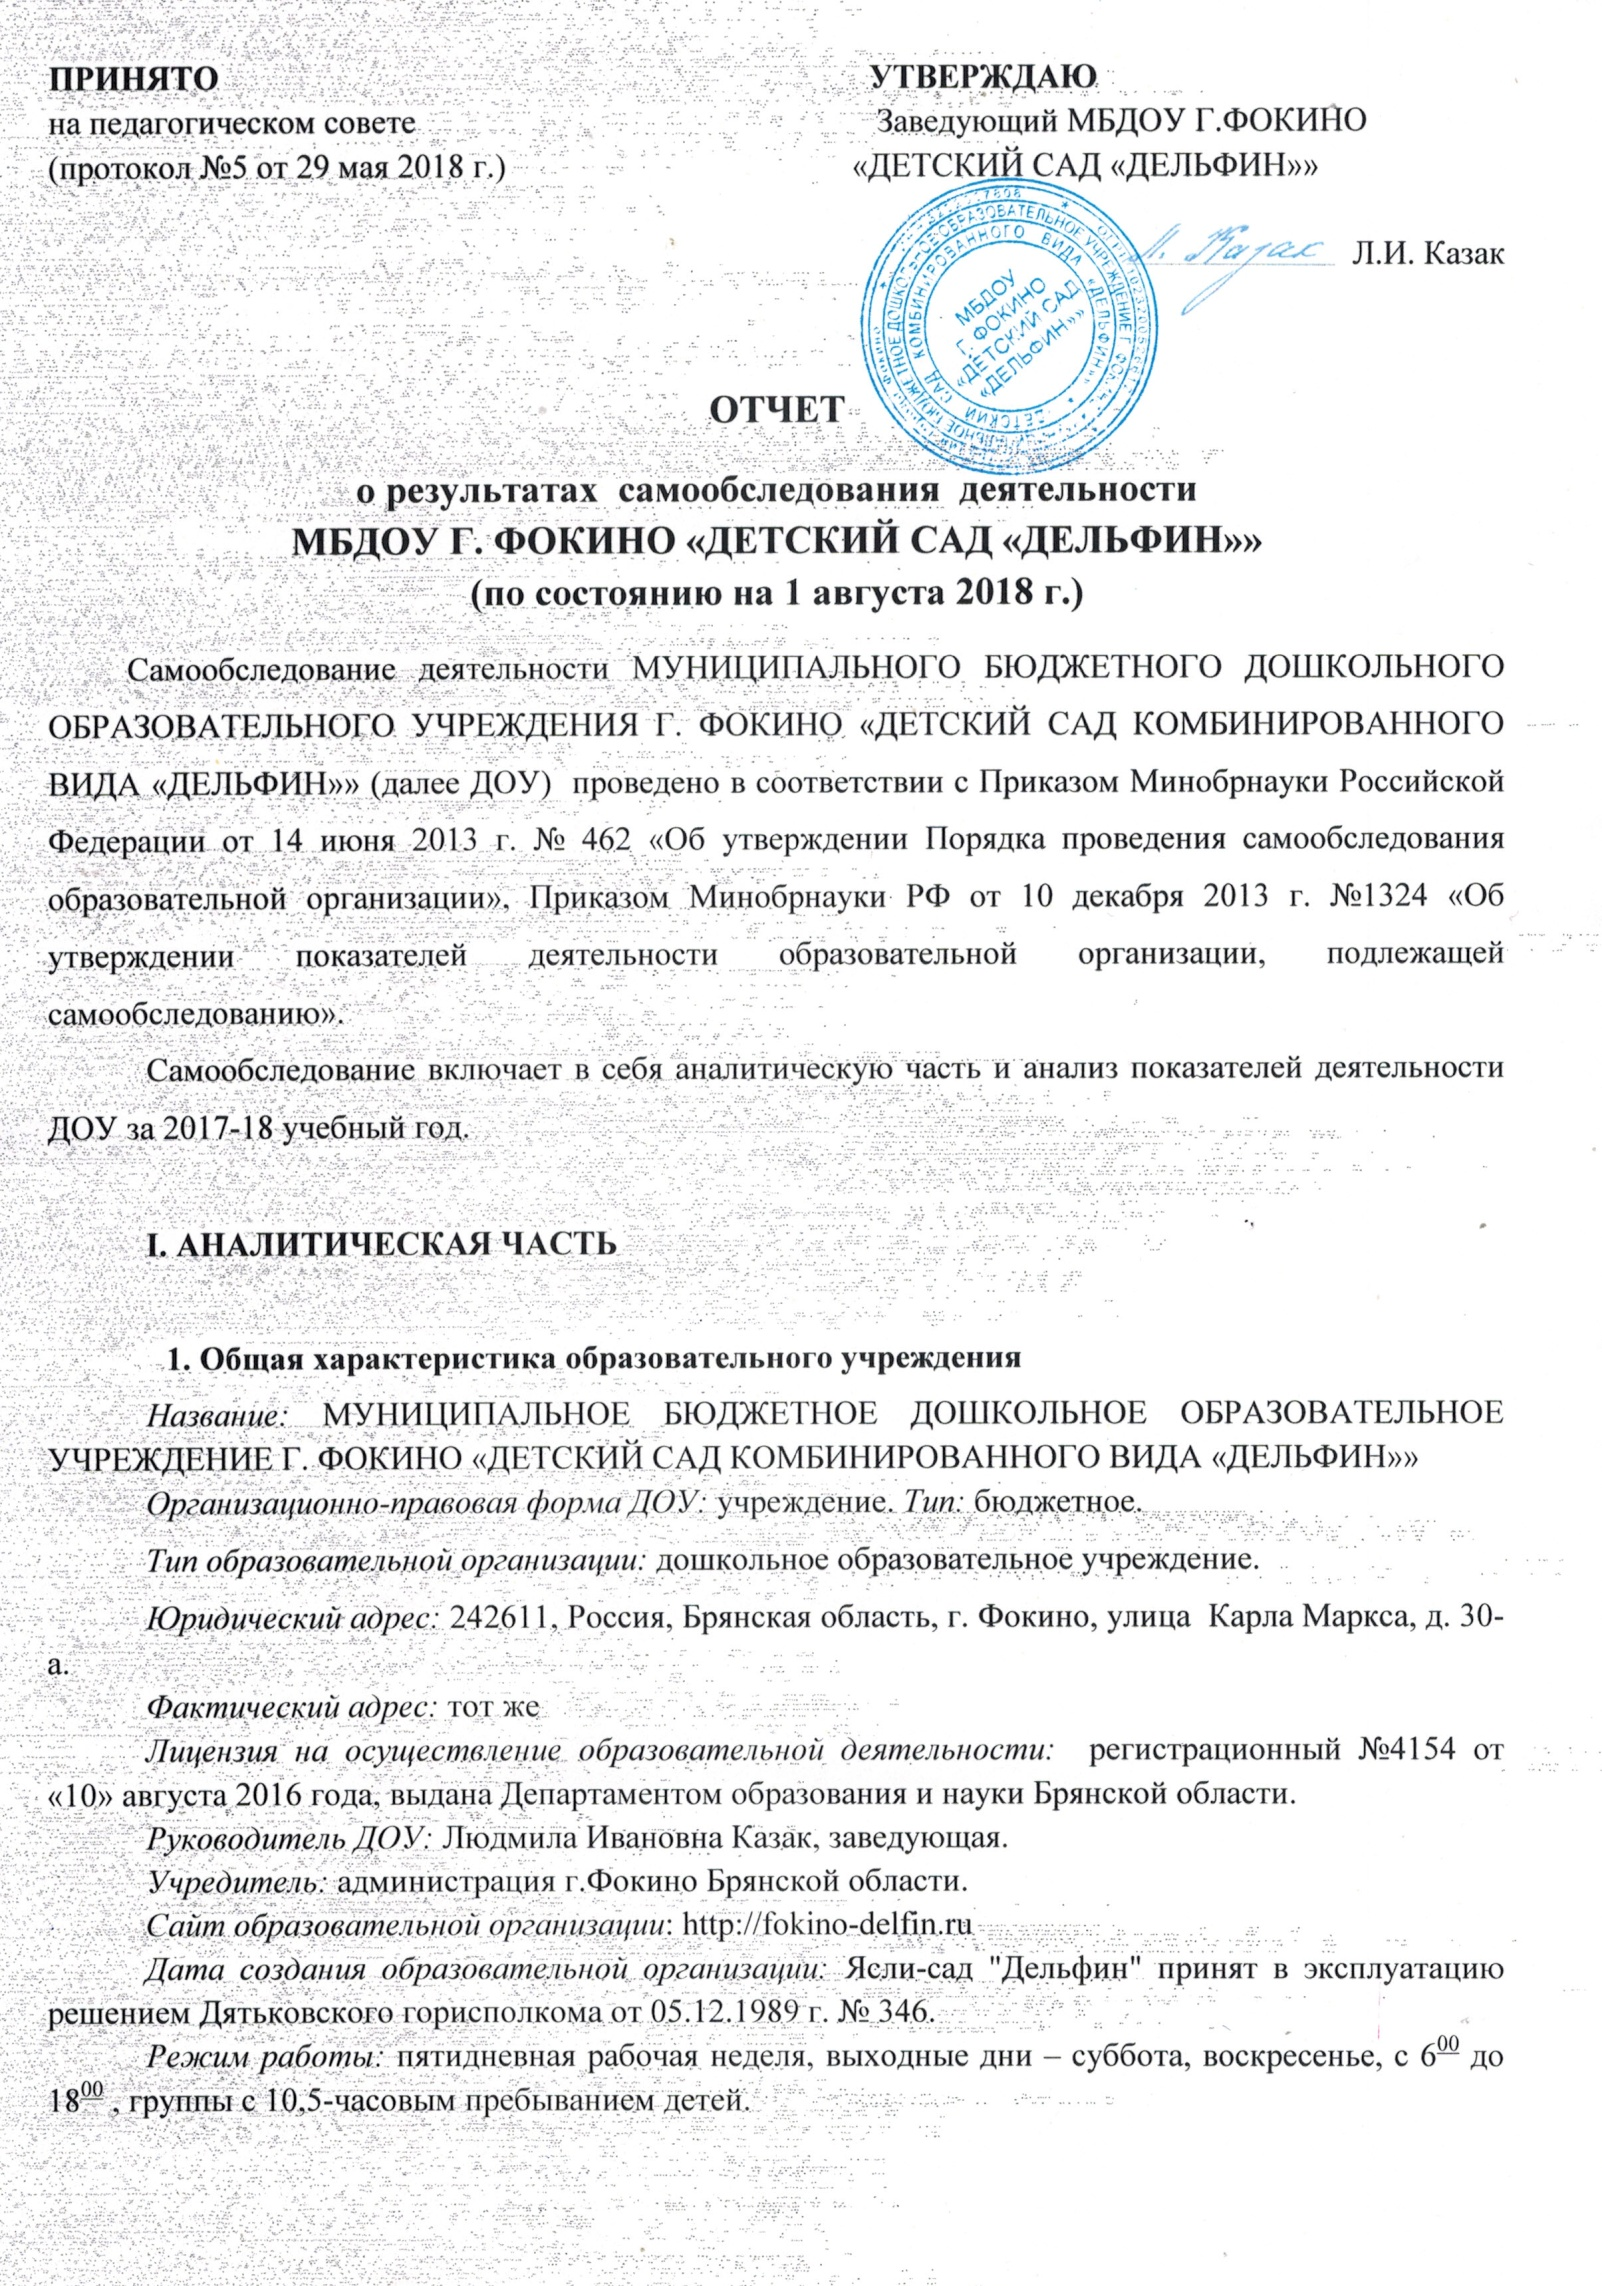 ПРИНЯТО
на педагогическом совете
(протокол №5 от 29 мая 2018 г.)
УТВЕРЖДАЮ
Заведующий МБДОУ Г.ФОКИНО
«ДЕТСКИЙ САД «ДЕЛЬФИН»»
Л. Казак Л.И. Казак
ОБРАЗОВАТЕЛЬНОЕ УЧРЕЖДЕНИЕ Г.
КОМБИНИРОВАННОГО ВИДА «ДЕЛЬФИН»»
МБДОУ
Г. ФОКИНО
«ДЕТСКИЙ САД
«ДЕЛЬФИН»»
ОТЧЕТ
о результатах самообследования деятельности
МБДОУ Г. ФОКИНО «ДЕТСКИЙ САД «ДЕЛЬФИН»»
(по состоянию на 1 августа 2018 г.)
Самообследование деятельности МУНИЦИПАЛЬНОГО БЮДЖЕТНОГО ДОШКОЛЬНОГО
ОБРАЗОВАТЕЛЬНОГО УЧРЕЖДЕНИЯ Г. ФОКИНО «ДЕТСКИЙ САД КОМБИНИРОВАННОГО
ВИДА «ДЕЛЬФИН»» (далее ДОУ) проведено в соответствии с Приказом Минобрнауки Российской
Федерации от 14 июня 2013 г. № 462 «Об утверждении Порядка проведения самообследования
образовательной организации», Приказом Минобрнауки РФ от 10 декабря 2013 г. №1324 «Об
утверждении показателей деятельности образовательной организации, подлежащей
самообследованию».
Самообследование включает в себя аналитическую часть и анализ показателей деятельности
ДОУ за 2017-18 учебный год.
I. АНАЛИТИЧЕСКАЯ ЧАСТЬ
1. Общая характеристика образовательного учреждения
Название: МУНИЦИПАЛЬНОЕ БЮДЖЕТНОЕ ДОШКОЛЬНОЕ ОБРАЗОВАТЕЛЬНОЕ
УЧРЕЖДЕНИЕ Г. ФОКИНО «ДЕТСКИЙ САД КОМБИНИРОВАННОГО ВИДА «ДЕЛЬФИН»»
Организационно-правовая форма ДОУ: учреждение. Тип: бюджетное.
Тип образовательной организации: дошкольное образовательное учреждение.
Юридический адрес: 242611, Россия, Брянская область, г. Фокино, улица Карла Маркса, д. 30-
а.
Фактический адрес: тот же
Лицензия на осуществление образовательной деятельности: регистрационный №4154 от
«10» августа 2016 года, выдана Департаментом образования и науки Брянской области.
Руководитель ДОУ: Людмила Ивановна Казак, заведующая.
Учредитель: администрация г.Фокино Брянской области.
Сайт образовательной организации: http://fokino-delfin.ru
Дата создания образовательной организации: Ясли-сад "Дельфин" принят в эксплуатацию
решением Дятьковского горисполкома от 05.12.1989 г. № 346.
Режим работы: пятидневная рабочая неделя, выходные дни – суббота, воскресенье, с 6⁰⁰ до
18⁰⁰ , группы с 10,5-часовым пребыванием детей.